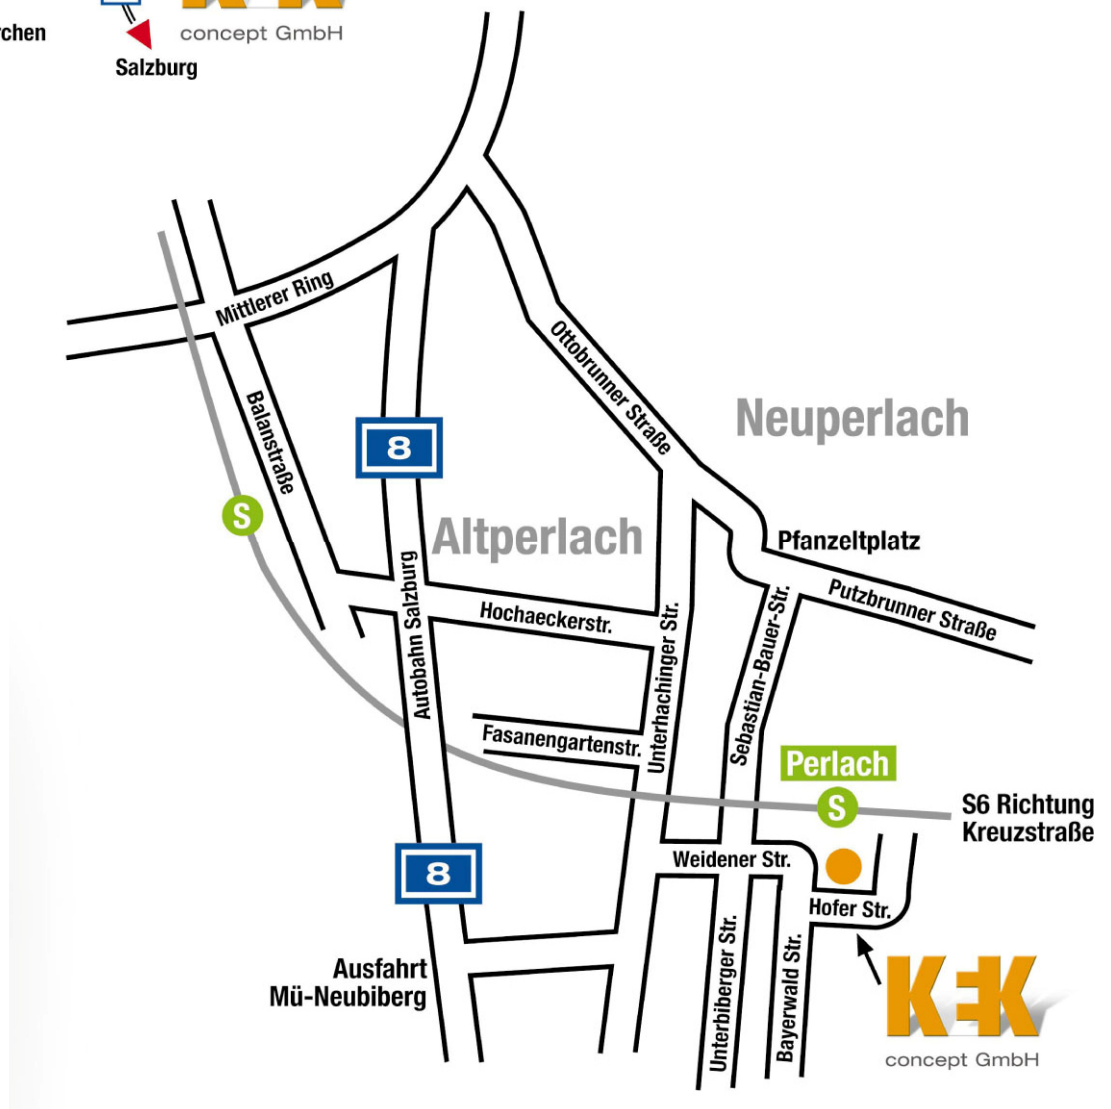 rchen
Salzburg
concept GmbH
Mittlerer Ring
Balanstraße
8
S
Autobahn Salzburg
Ottobrunner Straße
Neuperlach
Altperlach
Pfanzeltplatz
Putzbrunner Straße
Hochaeckerstr.
Unterhachinger Str.
Sebastian-Bauer-Str.
Fasanengartenstr.
Perlach
S
S6 Richtung
Kreuzstraße
Weidener Str.
8
Hofer Str.
Ausfahrt
Mü-Neubiberg
Unterbiberger Str.
Bayerwald Str.
KEK
concept GmbH